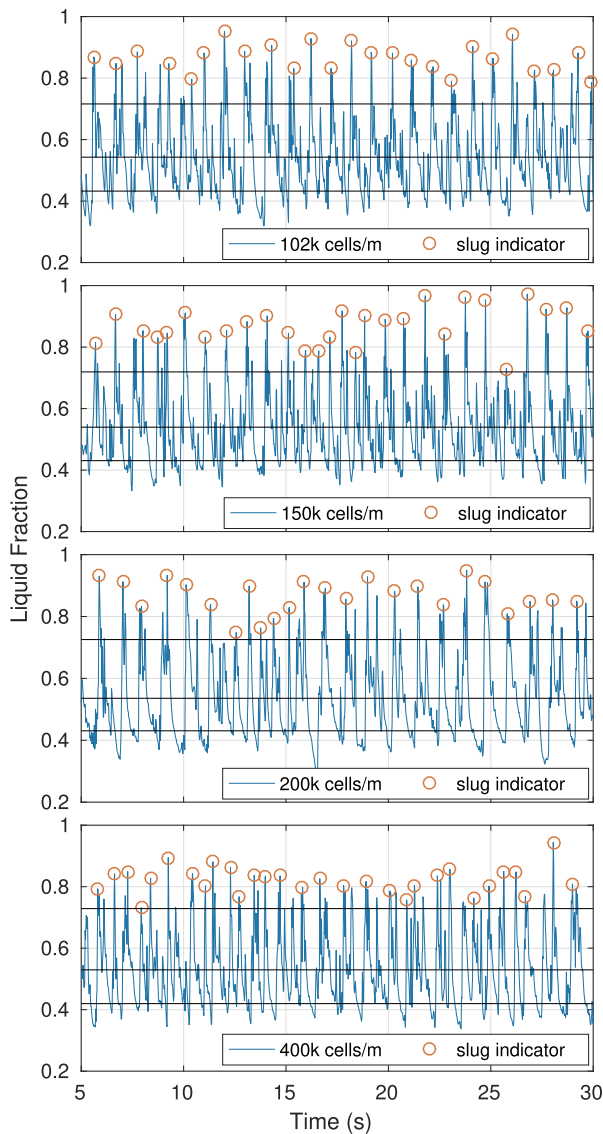 1
0.8
0.6
0.4
0.2
102k cells/m slug indicator
1
0.8
0.6
0.4
0.2
150k cells/m slug indicator
Liquid Fraction
1
0.8
0.6
0.4
0.2
200k cells/m slug indicator
1
0.8
0.6
0.4
0.2
400k cells/m slug indicator
5 10 15 20 25 30
Time (s)